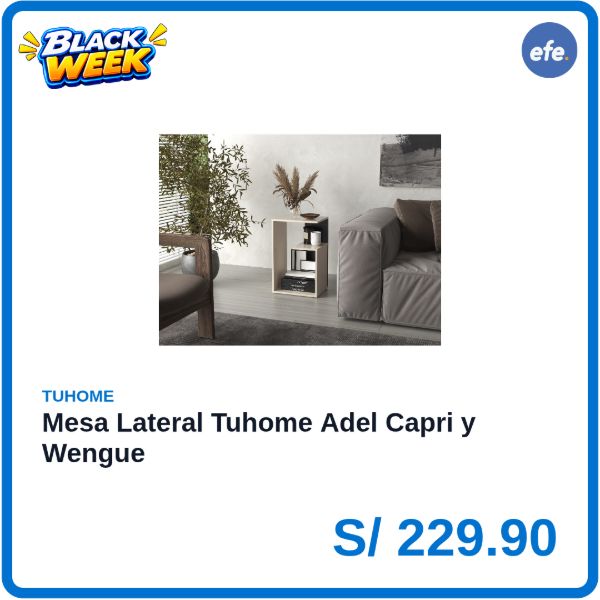 BLACK
WEEK
efe.
TUHOME
Mesa Lateral Tuhome Adel Capri y
Wengue
S/ 229.90